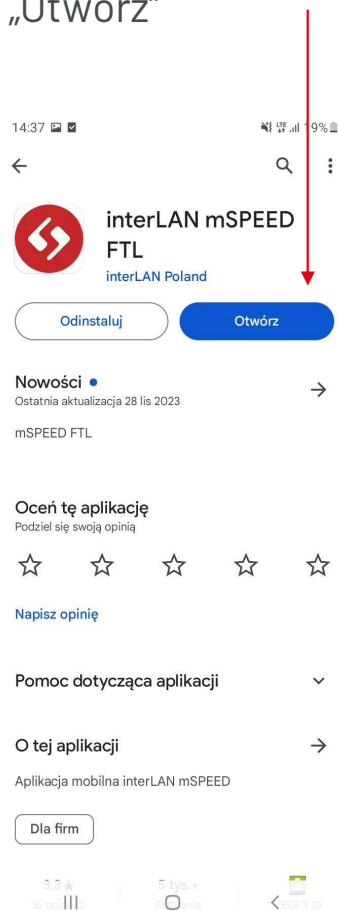 „Utwórz”
14:37
LTE 19%
interLAN mSPEED
FTL
interLAN Poland
Odinstaluj
Otwórz
Nowości
Ostatnia aktualizacja 28 lis 2023
mSPEED FTL
Oceń tę aplikację
Podziel się swoją opinią
Napisz opinię
Pomoc dotycząca aplikacji
O tej aplikacji
Aplikacja mobilna interLAN mSPEED
Dla firm
3,3★
5 tys.+